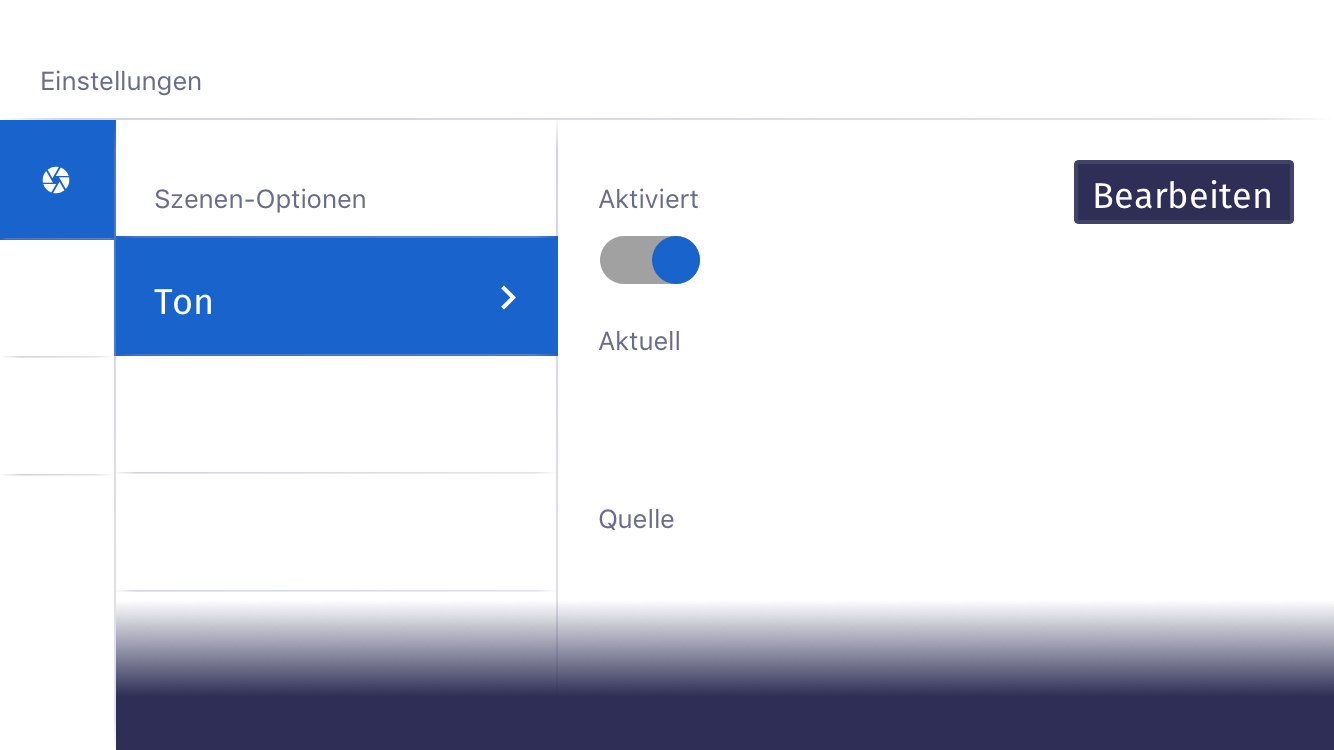 Einstellungen
Szenen-Optionen
Ton
Aktiviert
Bearbeiten
Aktuell
Quelle